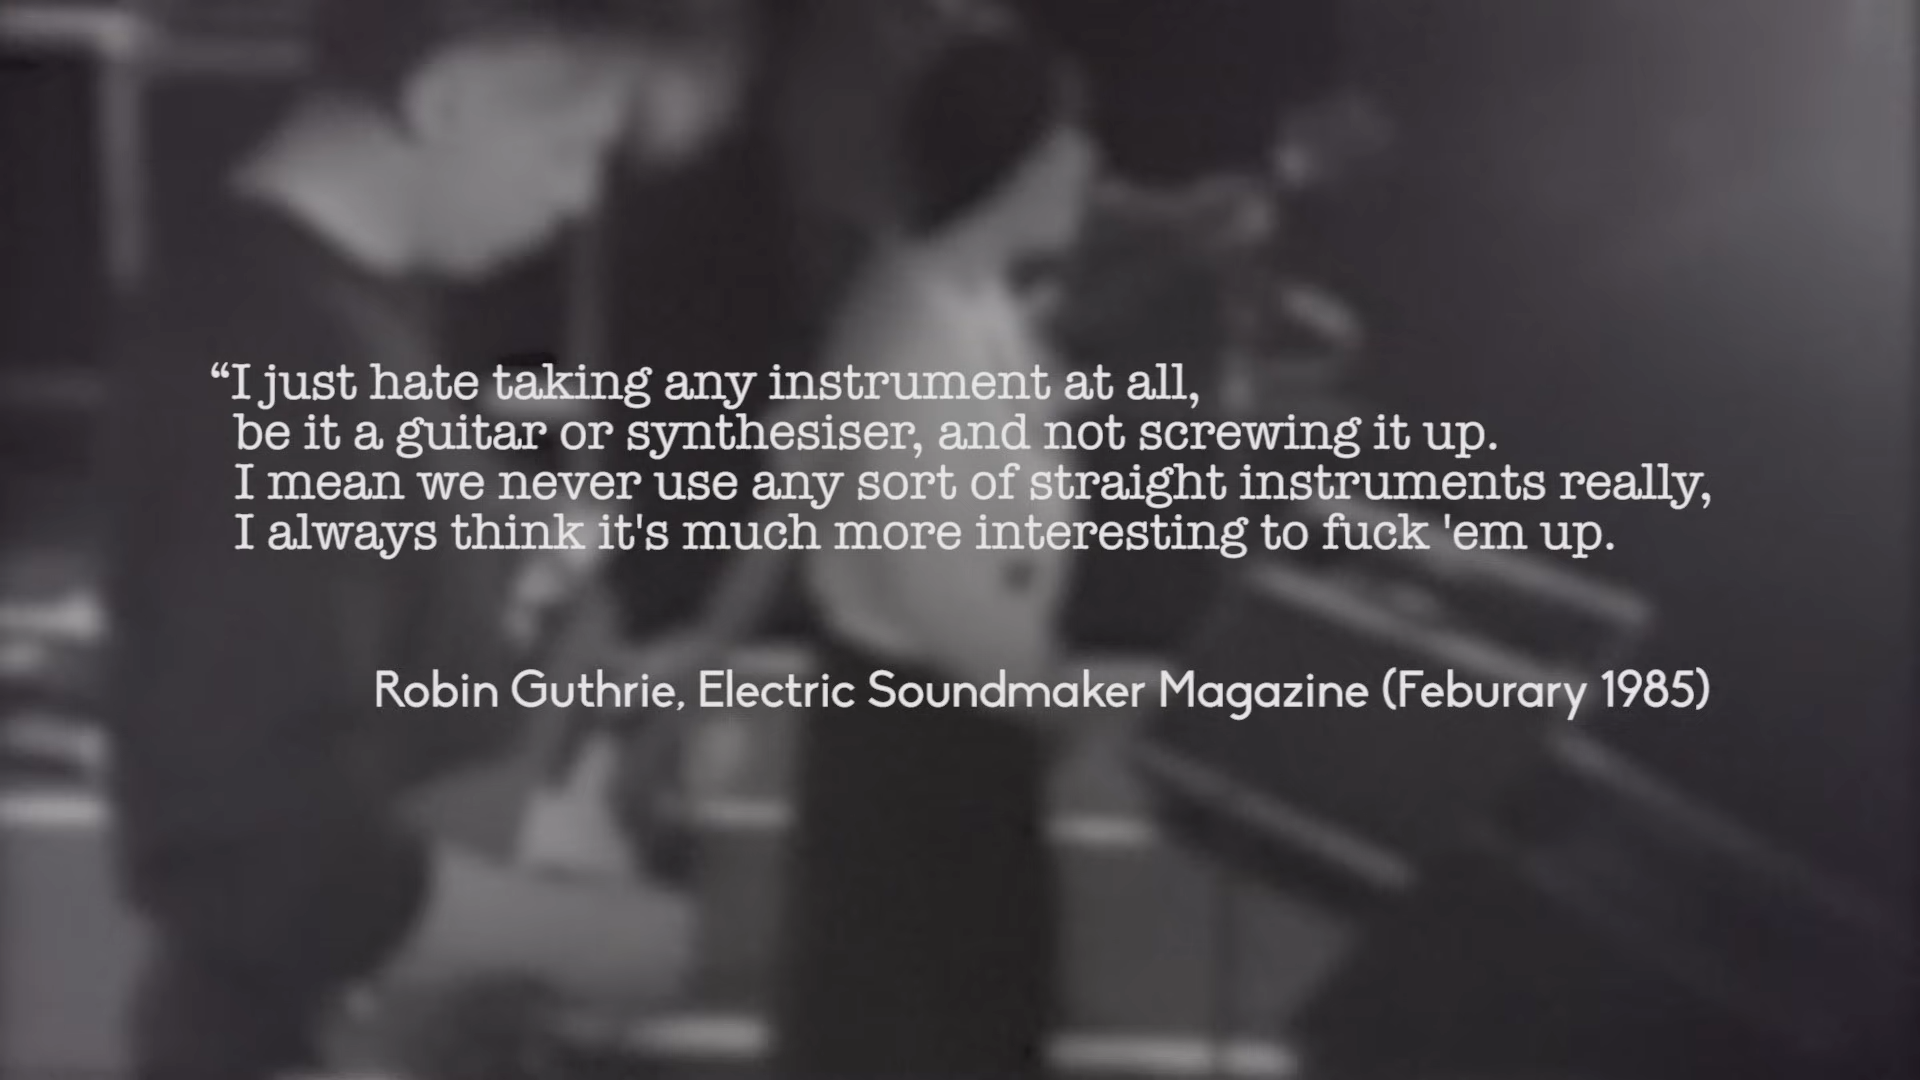 “I just hate taking any instrument at all,
be it a guitar or synthesiser, and not screwing it up.
I mean we never use any sort of straight instruments really,
I always think it's much more interesting to fuck 'em up.
Robin Guthrie, Electric Soundmaker Magazine (Feburary 1985)